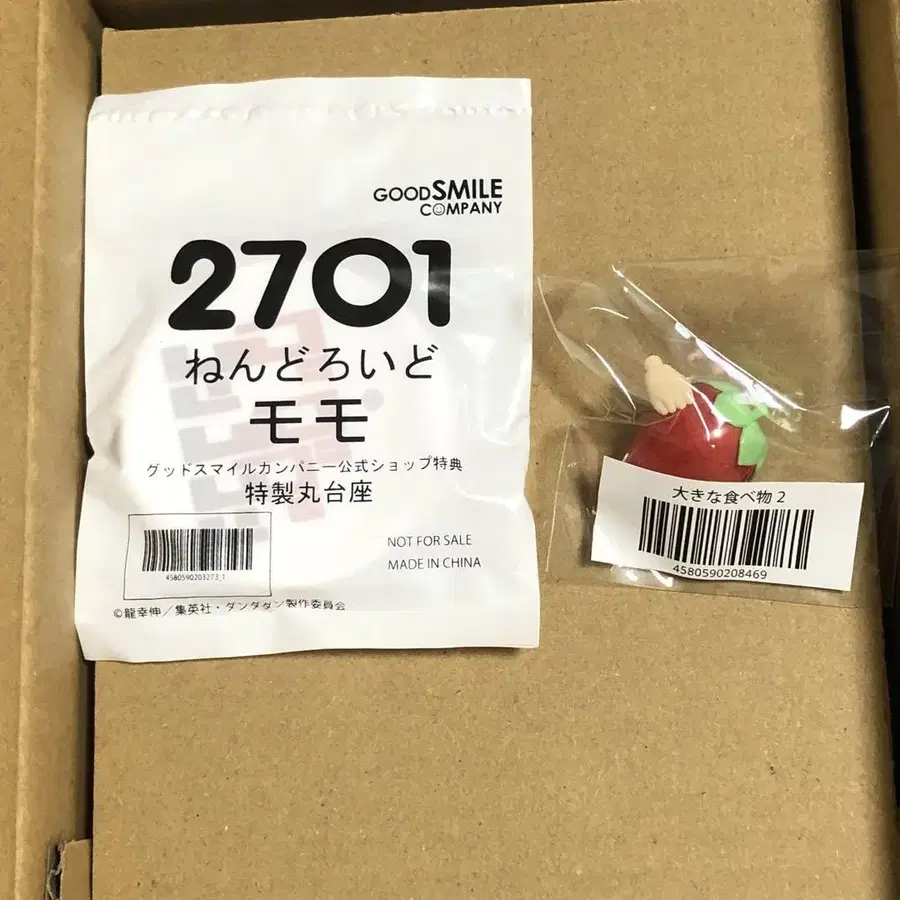 GOODSMILE
COMPANY
2701
ねんどろいど
モモ
グッドスマイルカンパニー公式ショップ特典
特製丸台座
NOT FOR SALE
MADE IN CHINA
4580590203273_1
©龍幸伸/集英社・ダンダダン製作委員会
大きな食べ物 2
4580590208469